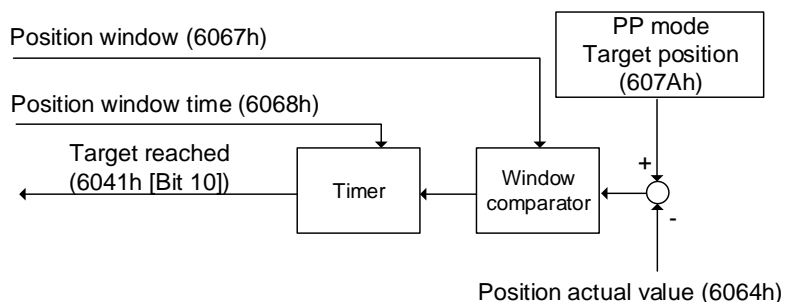 Position window (6067h)
PP mode
Target position
(607Ah)
Position window time (6068h)
Target reached
(6041h [Bit 10])
Timer
Window
comparator
+
-
Position actual value (6064h)